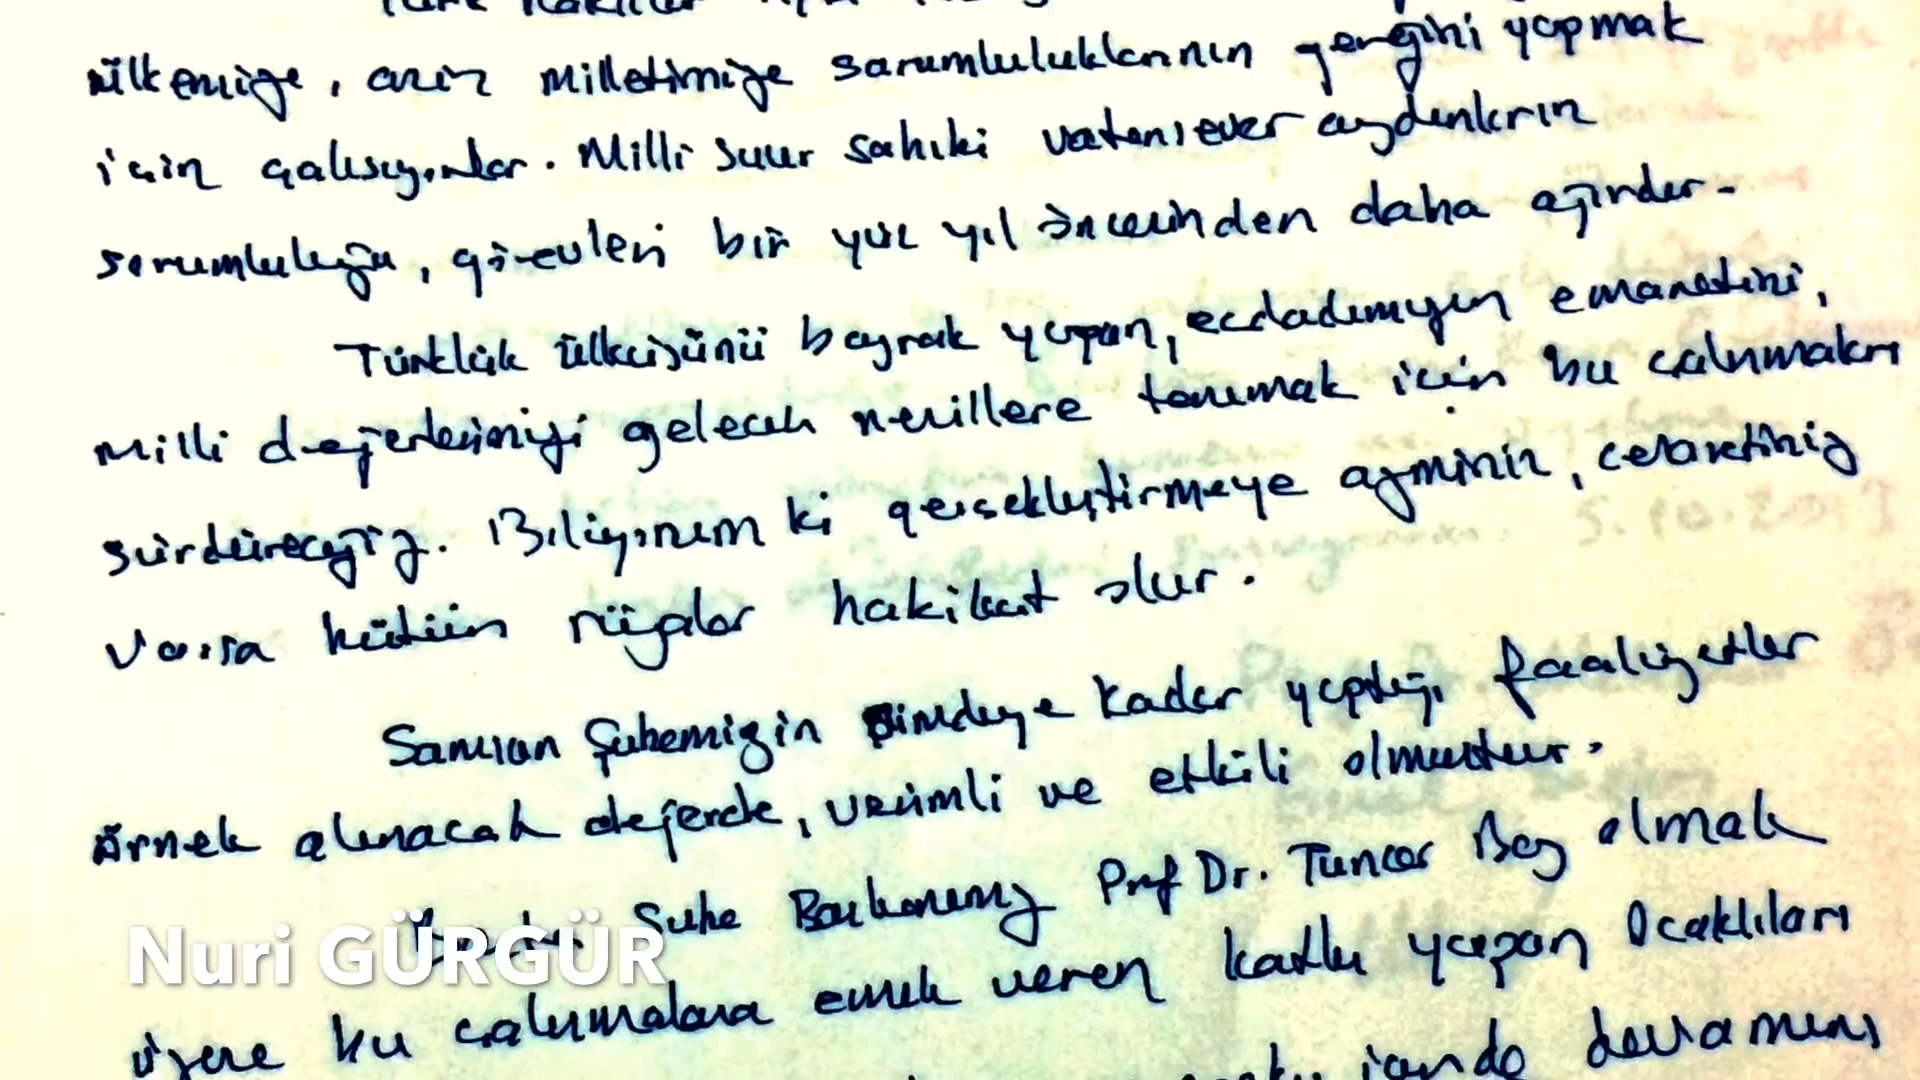 Türk Ocakları
ülkemize, aziz milletimize sorumluluklarının gereğini yapmak
için çalışıyorlar. Milli şuur sahibi vatansever aydınların
sorumluluğu, görevleri bir yüz yıl öncesinden daha ağırdır.
Türklük ülküsünü bayrak yapan, ecdadımızın emanetini,
milli değerlerimizi gelecek nesillere tanımak için bu çalışmaları
sürdüreceğiz. Biliyorum ki gerçekleştirmeye azminiz, cesaretiniz
varsa bütün rüyalar hakikat olur.
Samsun Şubemizin şimdiye kadar yaptığı faaliyetler
örnek alınacak değerde, verimli ve etkili olmuştur.
Şube Başkanımız Prof Dr. Tuncer Bey olmak
Nuri GÜRGÜR
üzere bu çalışmalara emek veren katkı yapan Ocaklıları
içinde devamını